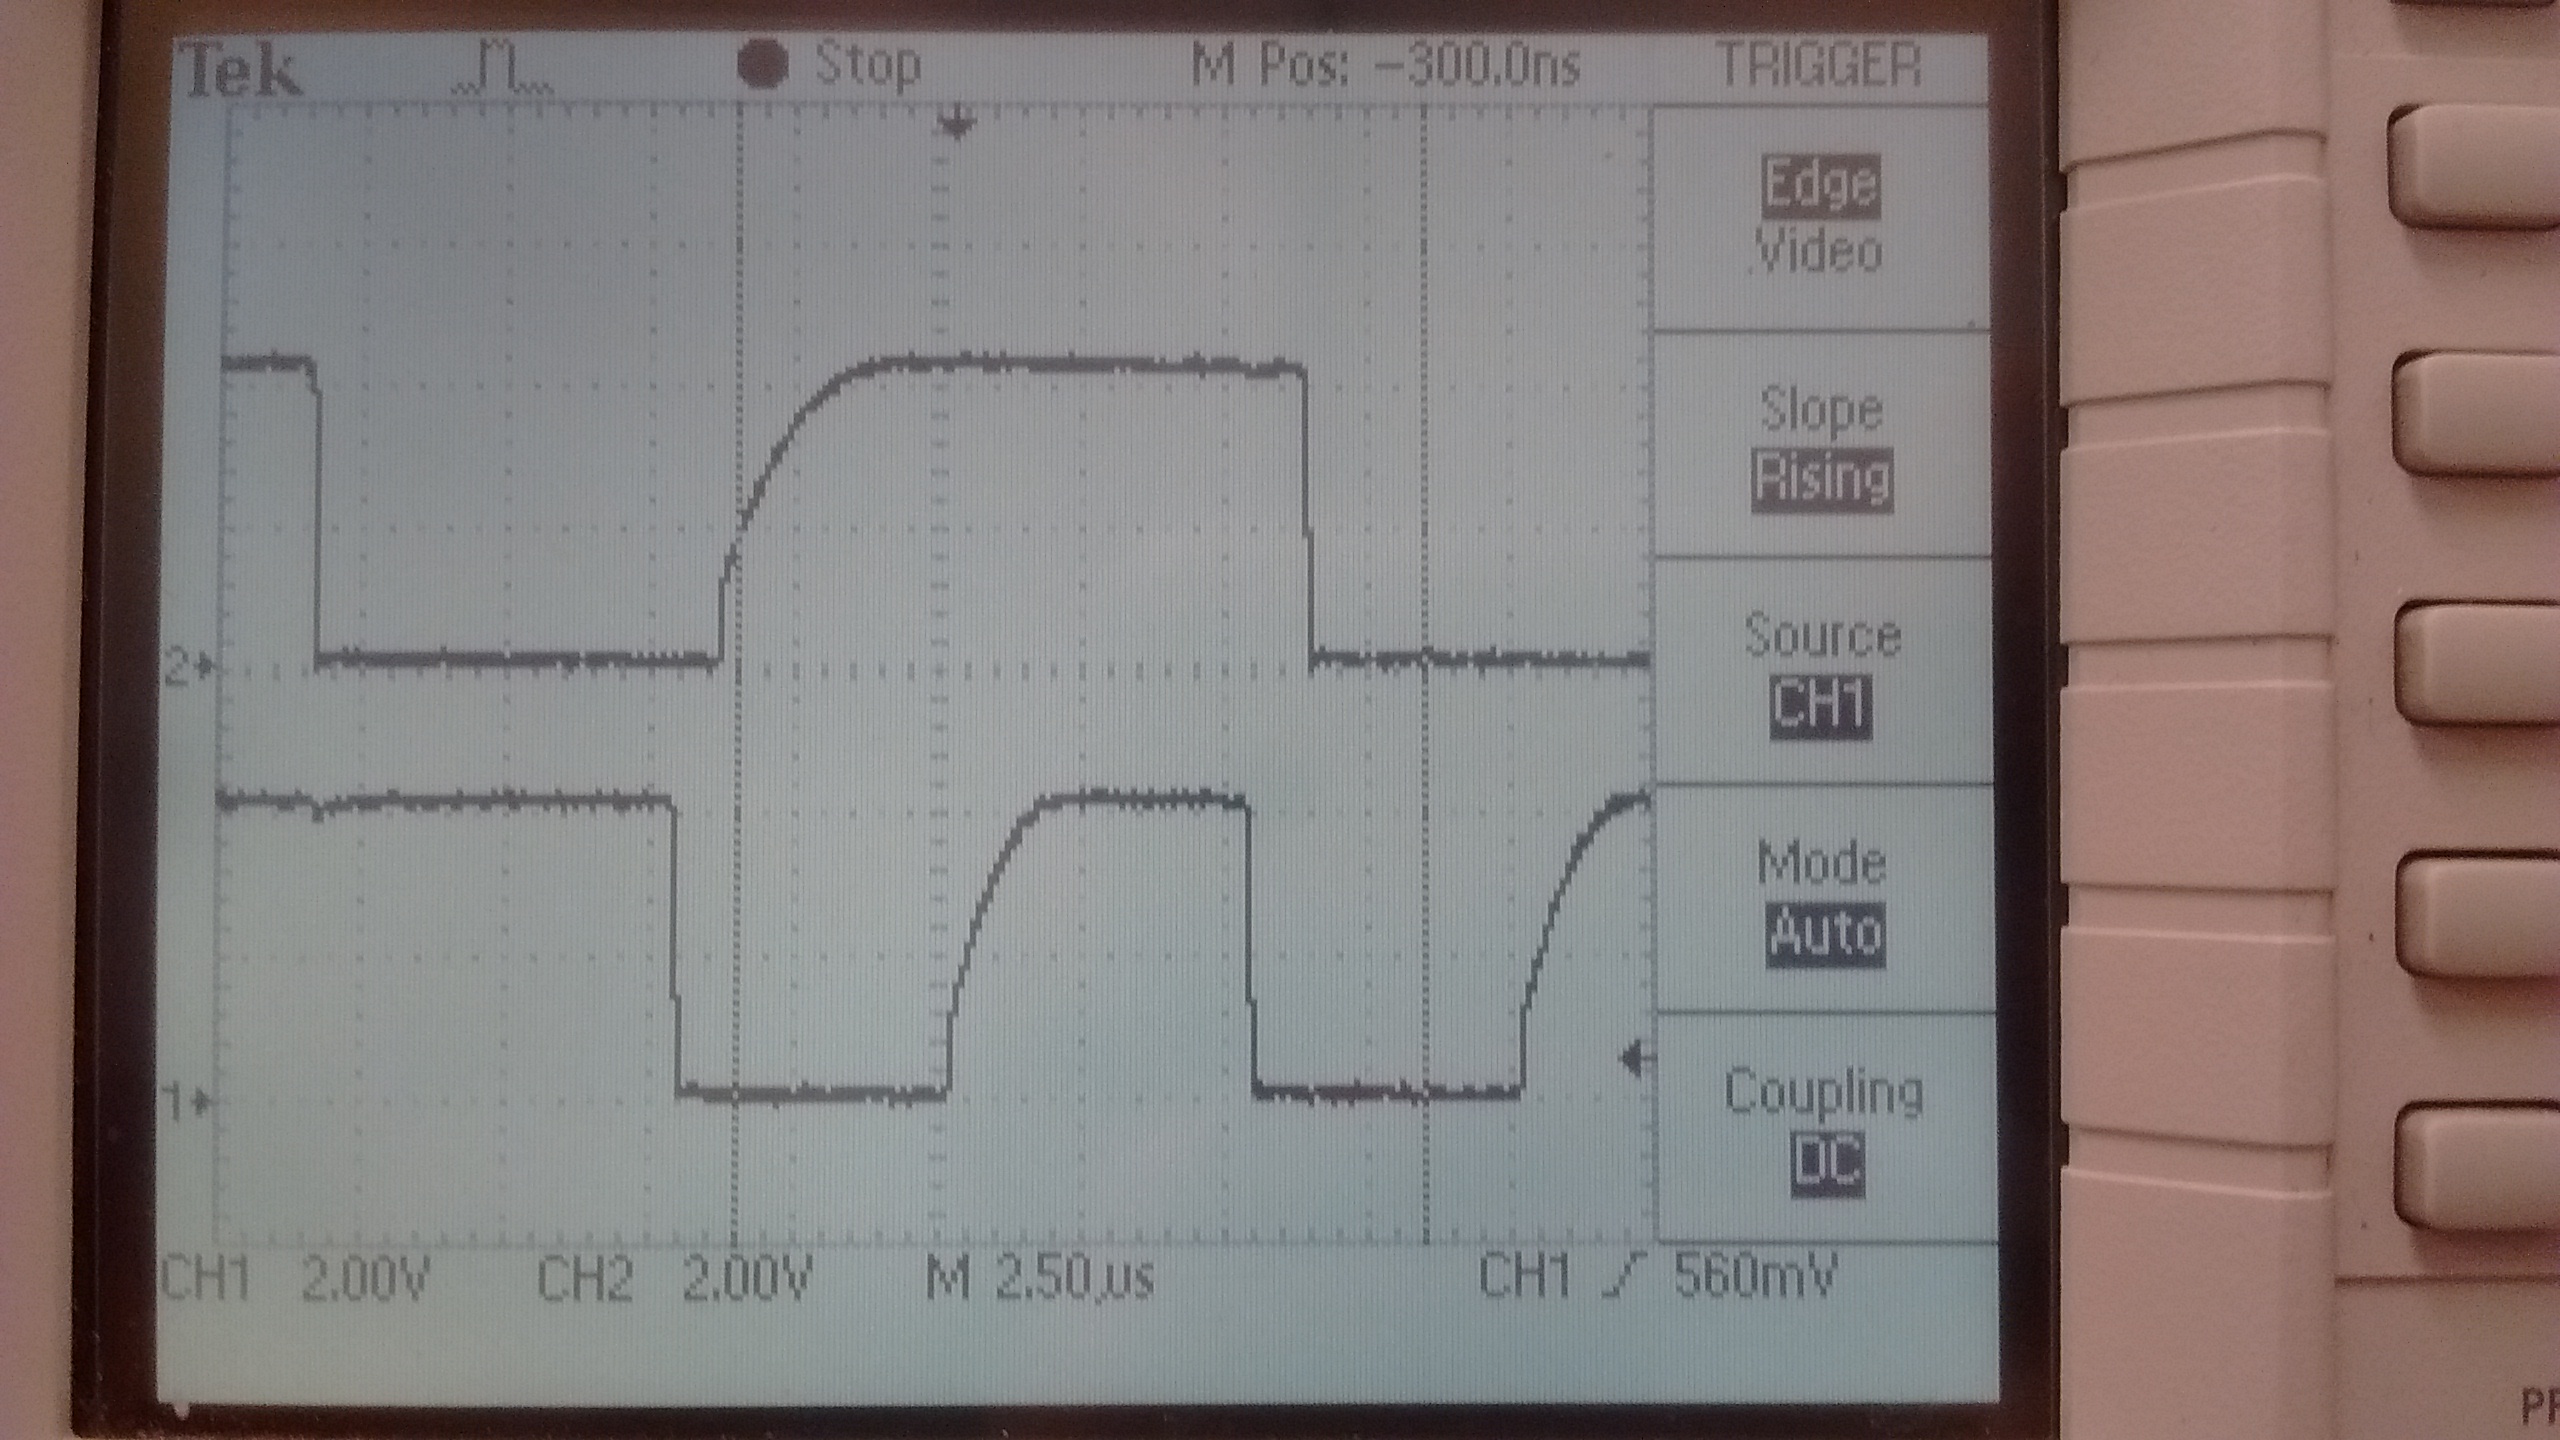 Tek Stop M Pos: -300.0ns TRIGGER
Edge
Video
Slope
Rising
Source
CH1
2
Mode
Auto
1
Coupling
DC
CH1 2.00V CH2 2.00V M 2.50µs CH1 560mV